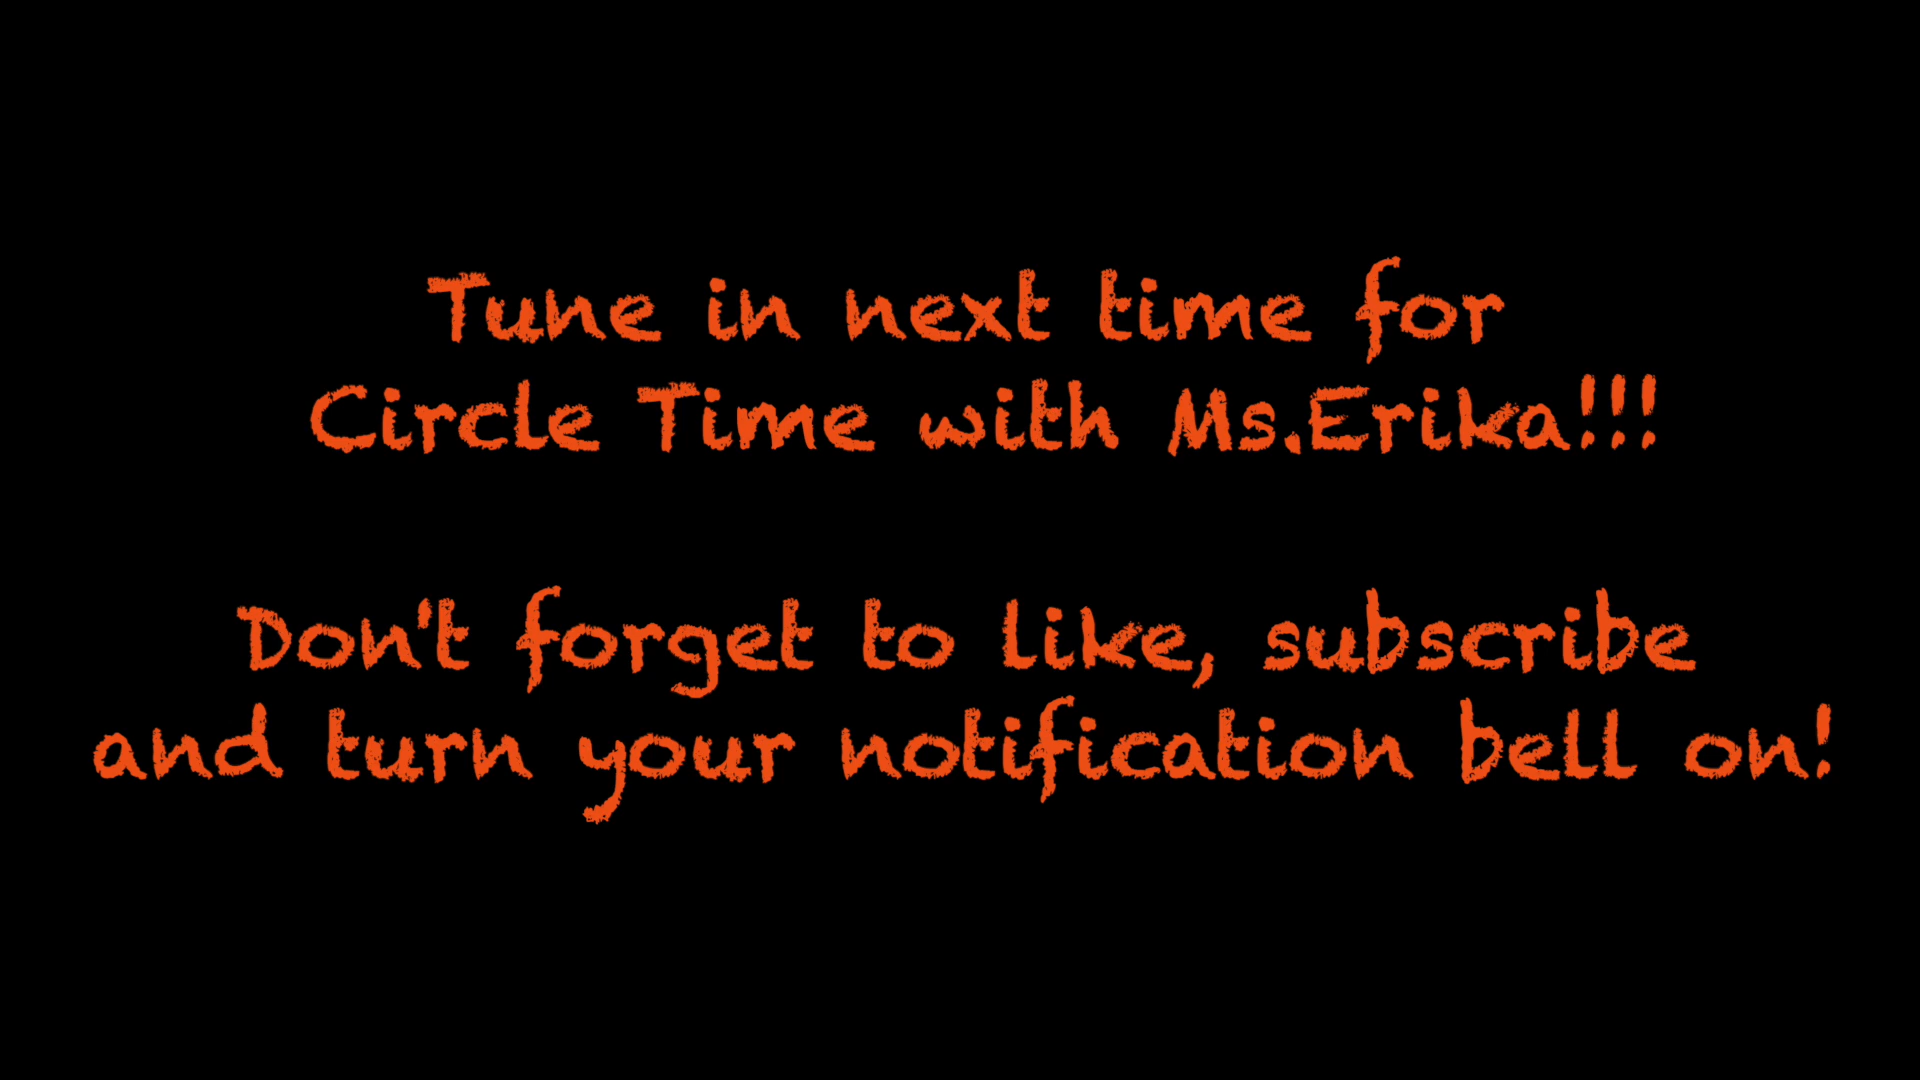 Tune in next time for
Circle Time with Ms.Erika!!!
Don't forget to like, subscribe
and turn your notification bell on!